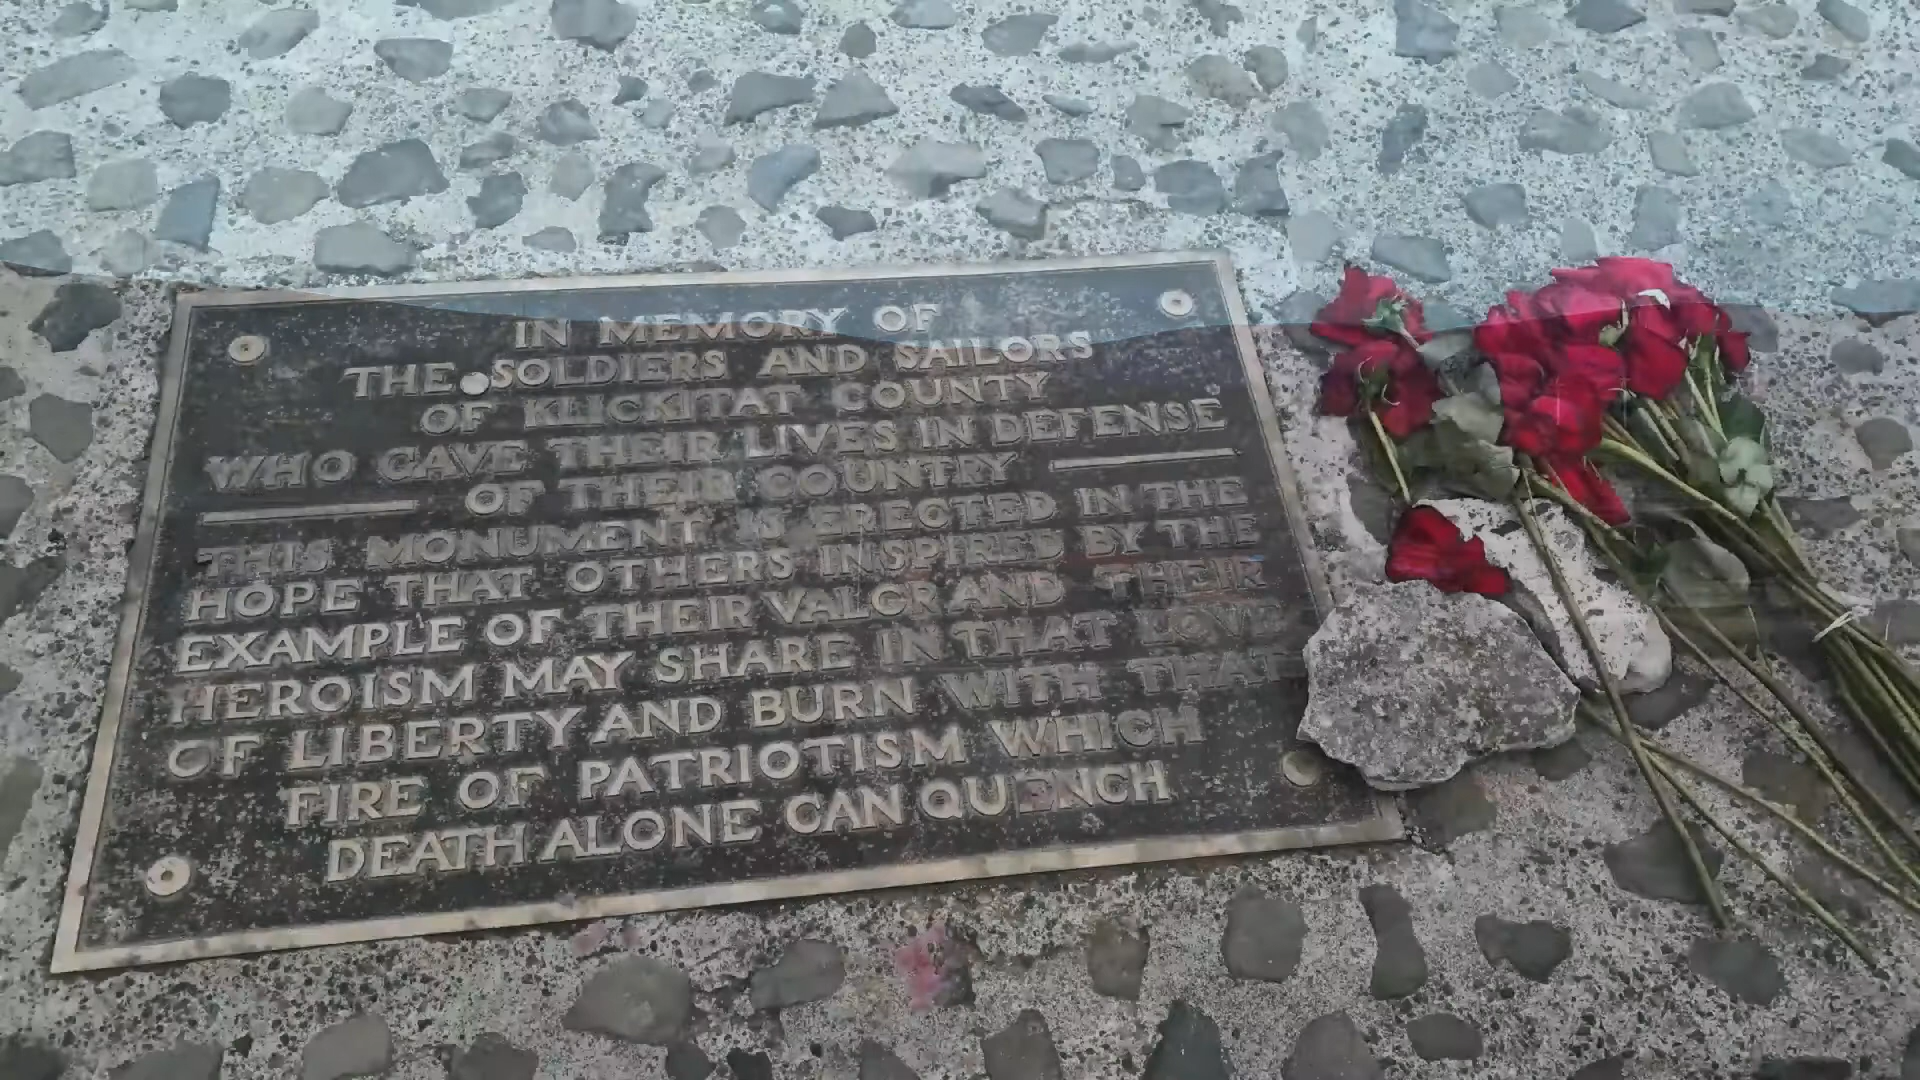 IN MEMORY OF
THE SOLDIERS AND SAILORS
OF KLICKITAT COUNTY
WHO GAVE THEIR LIVES IN DEFENSE
OF THEIR COUNTRY
THIS MONUMENT IS ERECTED IN THE
HOPE THAT OTHERS INSPIRED BY THE
EXAMPLE OF THEIR VALOR AND THEIR
HEROISM MAY SHARE IN THAT LOVE
OF LIBERTY AND BURN WITH THAT
FIRE OF PATRIOTISM WHICH
DEATH ALONE CAN QUENCH